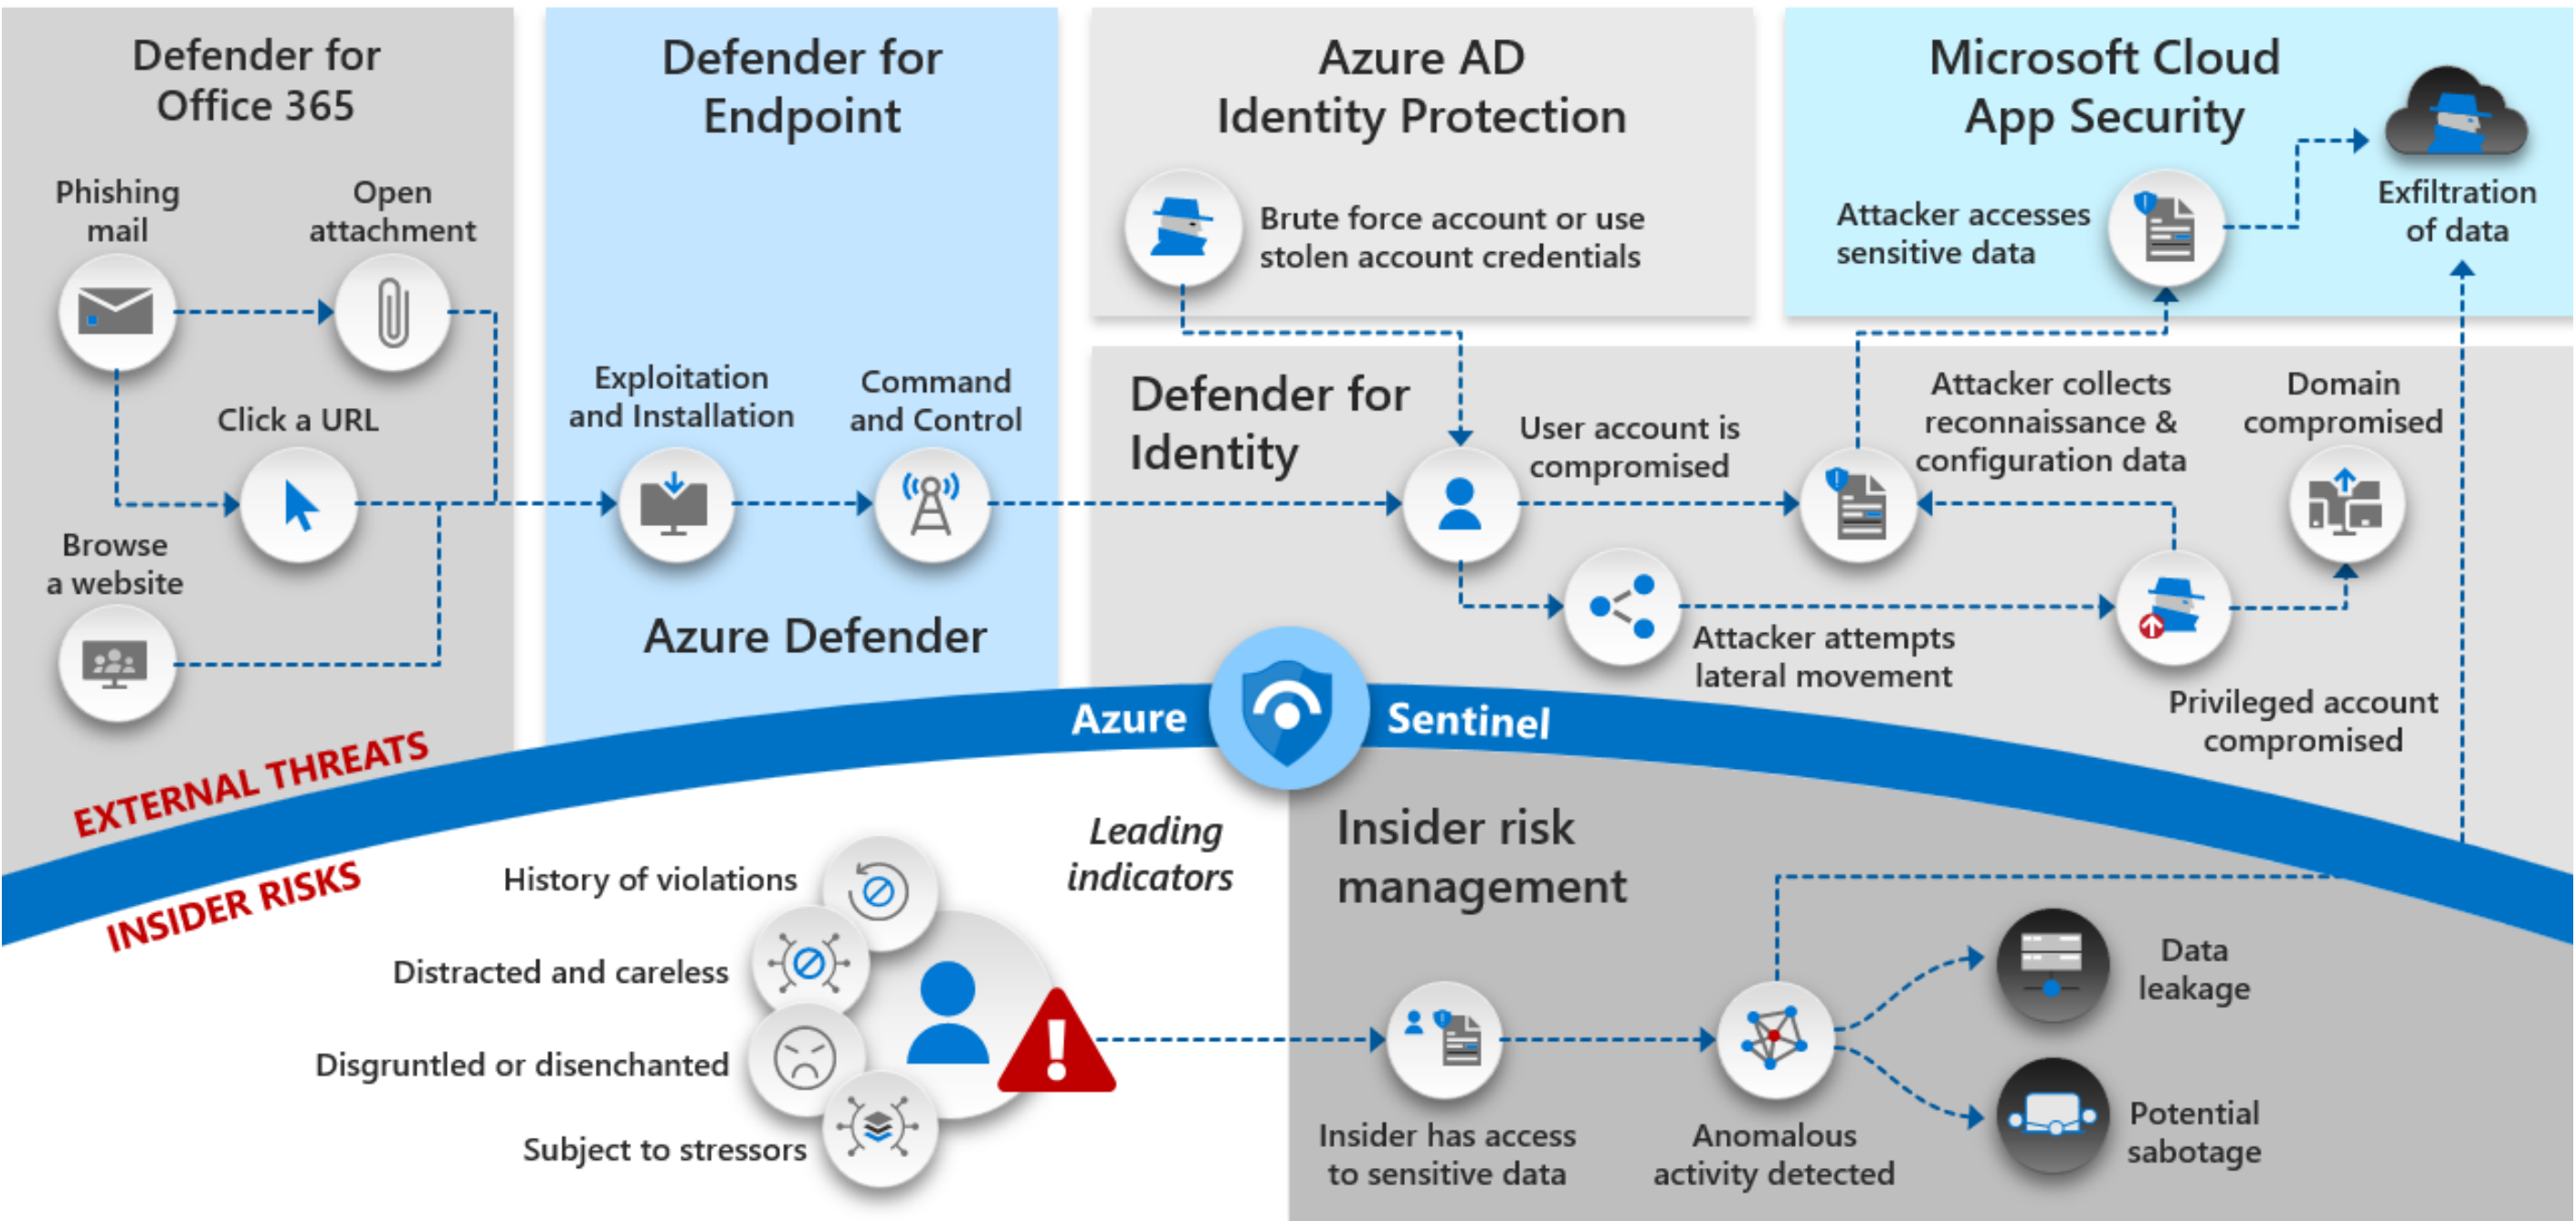 Defender for
Office 365
Phishing
mail
Open
attachment
Click a URL
Browse
a website
Defender for
Endpoint
Exploitation
and Installation
Command
and Control
Azure Defender
Azure AD
Identity Protection
Brute force account or use
stolen account credentials
Microsoft Cloud
App Security
Attacker accesses
sensitive data
Exfiltration
of data
Defender for
Identity
User account is
compromised
Attacker collects
reconnaissance &
configuration data
Domain
compromised
Attacker attempts
lateral movement
Privileged account
compromised
Azure Sentinel
EXTERNAL THREATS
INSIDER RISKS
Leading
indicators
History of violations
Distracted and careless
Disgruntled or disenchanted
Subject to stressors
Insider risk
management
Insider has access
to sensitive data
Anomalous
activity detected
Data
leakage
Potential
sabotage